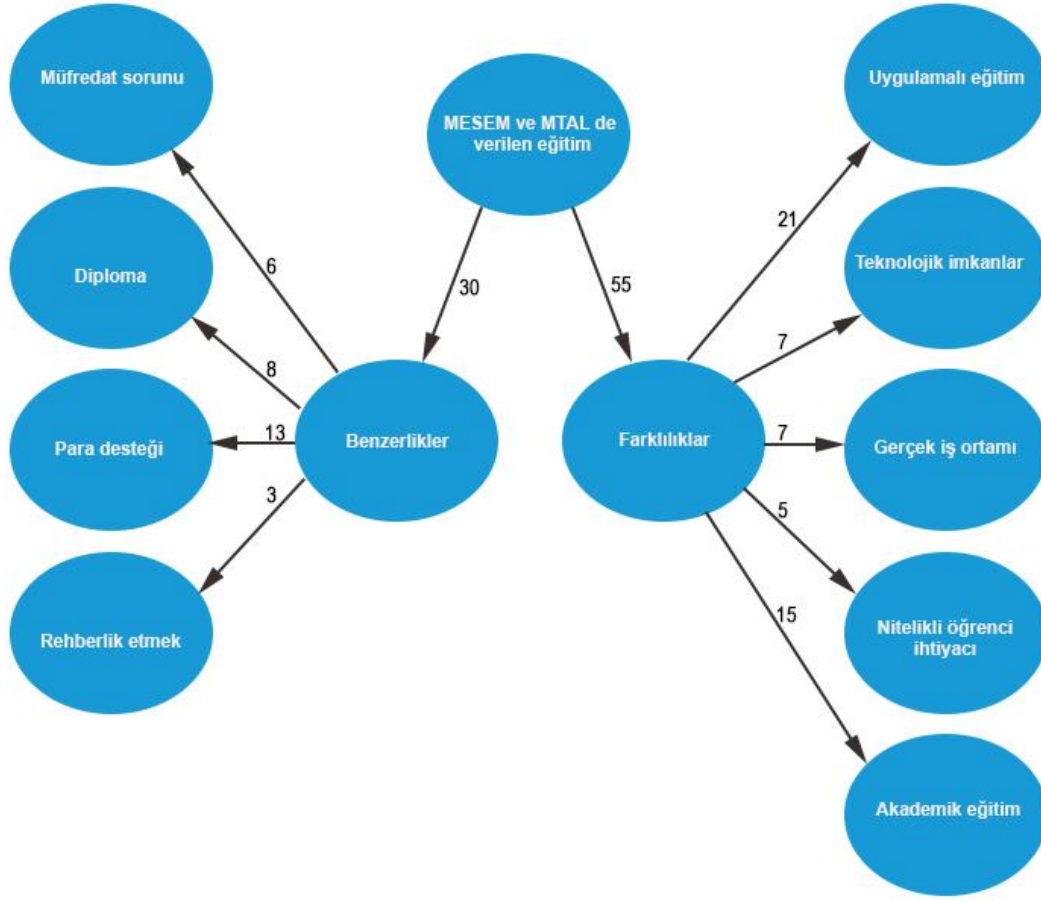 MESEM ve MTAL de
verilen eğitim
30
55
Benzerlikler
Farklılıklar
Müfredat sorunu
6
Diploma
8
Para desteği
13
Rehberlik etmek
3
Uygulamalı eğitim
21
Teknolojik imkanlar
7
Gerçek iş ortamı
7
Nitelikli öğrenci
ihtiyacı
5
Akademik eğitim
15